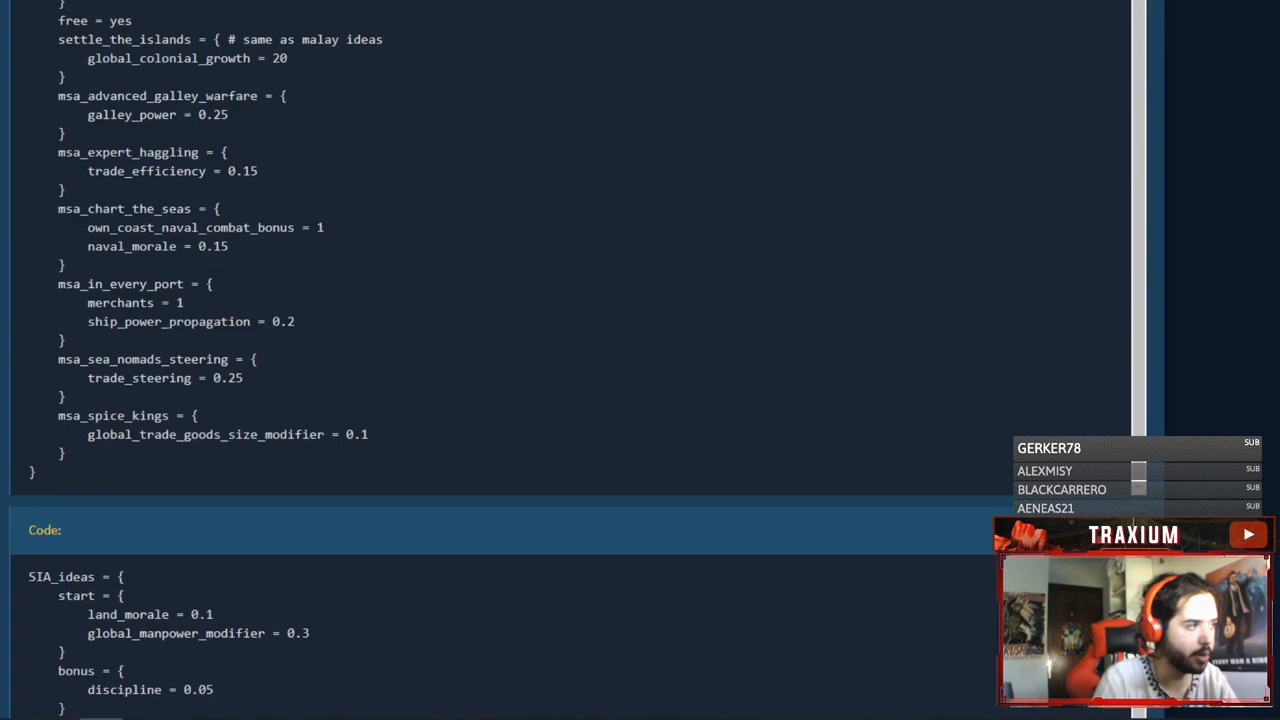 }
free = yes
settle_the_islands = { # same as malay ideas
global_colonial_growth = 20
}
msa_advanced_galley_warfare = {
galley_power = 0.25
}
msa_expert_haggling = {
trade_efficiency = 0.15
}
msa_chart_the_seas = {
own_coast_naval_combat_bonus = 1
naval_morale = 0.15
}
msa_in_every_port = {
merchants = 1
ship_power_propagation = 0.2
}
msa_sea_nomads_steering = {
trade_steering = 0.25
}
msa_spice_kings = {
global_trade_goods_size_modifier = 0.1
}
}
Code:
SIA_ideas = {
start = {
land_morale = 0.1
global_manpower_modifier = 0.3
}
bonus = {
discipline = 0.05
}
GERKER78 SUB
ALEXMISY SUB
BLACKCARRERO SUB
AENEAS21 SUB
TRAXIUM